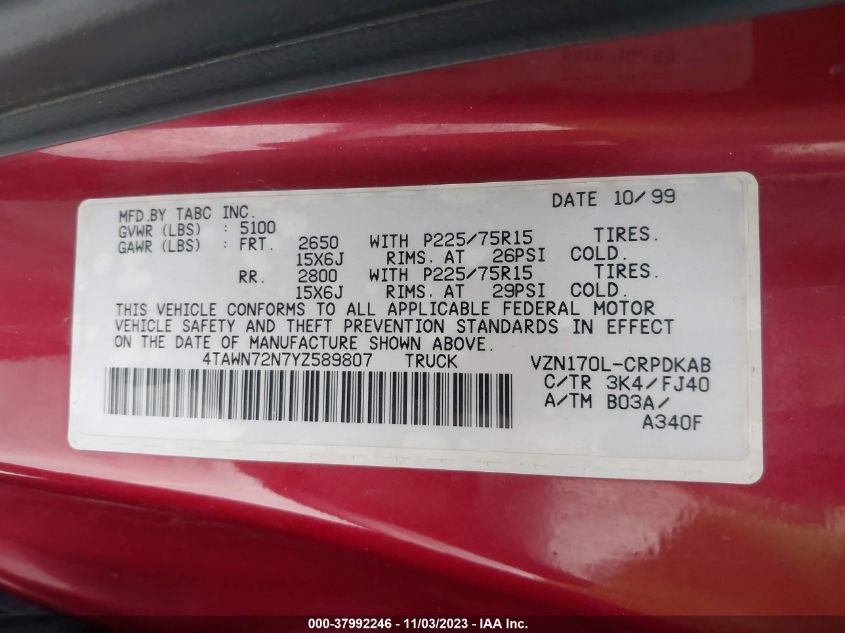 MFD.BY TABC INC. DATE 10/99
GVWR (LBS) : 5100
GAWR (LBS) : FRT. 2650 WITH P225/75R15 TIRES.
15X6J RIMS. AT 26PSI COLD.
RR. 2800 WITH P225/75R15 TIRES.
15X6J RIMS. AT 29PSI COLD.
THIS VEHICLE CONFORMS TO ALL APPLICABLE FEDERAL MOTOR
VEHICLE SAFETY AND THEFT PREVENTION STANDARDS IN EFFECT
ON THE DATE OF MANUFACTURE SHOWN ABOVE.
4TAWN72N7YZ589807 TRUCK VZN170L-CRPDKAB
C/TR 3K4/FJ40
A/TM B03A/
A340F
000-37992246 - 11/03/2023 - IAA Inc.